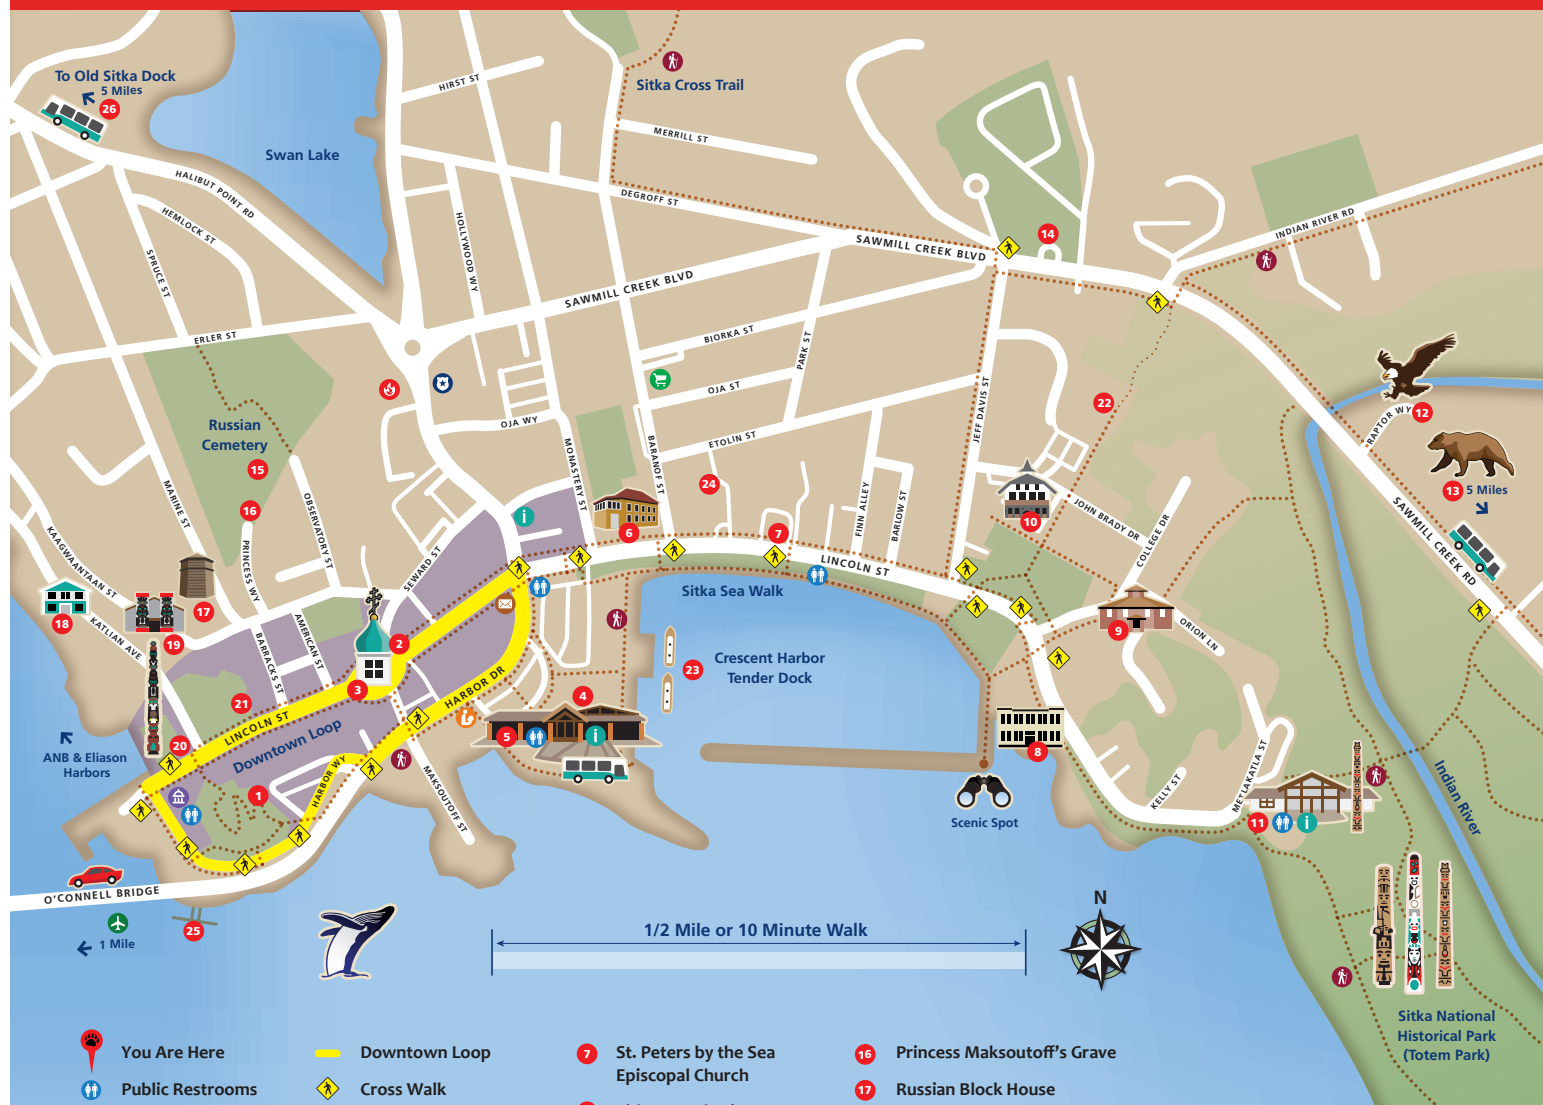 To Old Sitka Dock
5 Miles
26
Swan Lake
HIRST ST
Sitka Cross Trail
MERRILL ST
HALIBUT POINT RD
HEMLOCK ST
SPRUCE ST
HOLLYWOOD WY
DEGROFF ST
SAWMILL CREEK BLVD
14
INDIAN RIVER RD
SAWMILL CREEK BLVD
ERLER ST
BIORKA ST
PARK ST
OJA ST
JEFF DAVIS ST
22
RAPTOR WY
12
Russian
Cemetery
15
OJA WY
MONASTERY ST
BARANOF ST
ETOLIN ST
24
13
5 Miles
MARINE ST
16
OBSERVATORY ST
PRINCESS WY
FINN ALLEY
BARLOW ST
10
JOHN BRADY DR
COLLEGE DR
SAWMILL CREEK RD
KAAGWAANTAAN ST
6
7
LINCOLN ST
SEWARD ST
Sitka Sea Walk
17
18
KATLIAN AVE
19
BARRACKS ST
AMERICAN ST
2
9
ORION LN
3
HARBOR DR
23
Crescent Harbor
Tender Dock
21
LINCOLN ST
Downtown Loop
4
5
i
i
20
ANB & Eliason
Harbors
1
HARBOR WY
MAKSOUTOFF ST
8
Scenic Spot
KELLY ST
METLAKATLA ST
11
i
Indian River
O'CONNELL BRIDGE
1 Mile
25
1/2 Mile or 10 Minute Walk
N
Sitka National
Historical Park
(Totem Park)
You Are Here
Public Restrooms
Downtown Loop
Cross Walk
7 St. Peters by the Sea
Episcopal Church
16 Princess Maksoutoff's Grave
17 Russian Block House